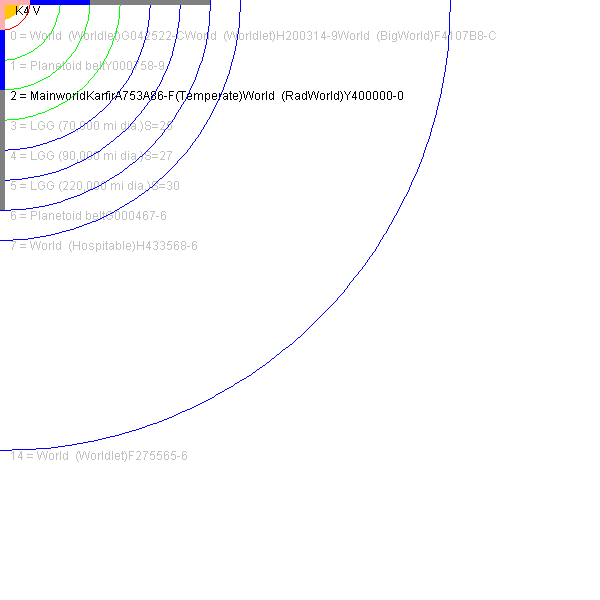 K4 V
0 = World (Worldlet)G042522-CWorld (Worldlet)H200314-9World (BigWorld)F4107B8-C
1 = Planetoid beltY000758-9
2 = MainworldKarfirA753A86-F(Temperate)World (RadWorld)Y400000-0
3 = LGG (70,000 mi dia.)S=26
4 = LGG (90,000 mi dia.)S=27
5 = LGG (220,000 mi dia.)S=30
6 = Planetoid beltG000467-6
7 = World (Hospitable)H433568-6
14 = World (Worldlet)F275565-6